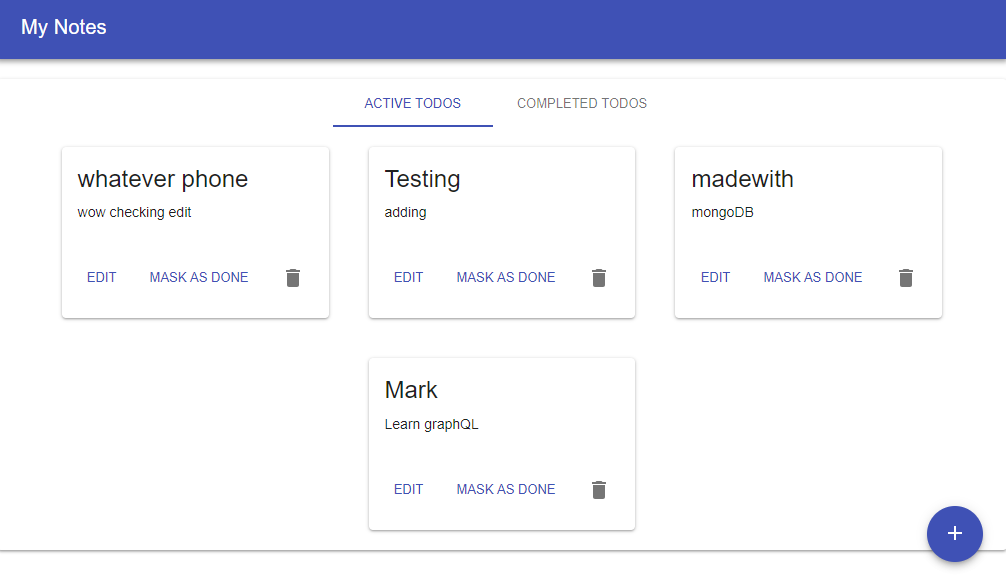 My Notes
ACTIVE TODOS COMPLETED TODOS
whatever phone
wow checking edit
EDIT MASK AS DONE
Testing
adding
EDIT MASK AS DONE
madewith
mongoDB
EDIT MASK AS DONE
Mark
Learn graphQL
EDIT MASK AS DONE